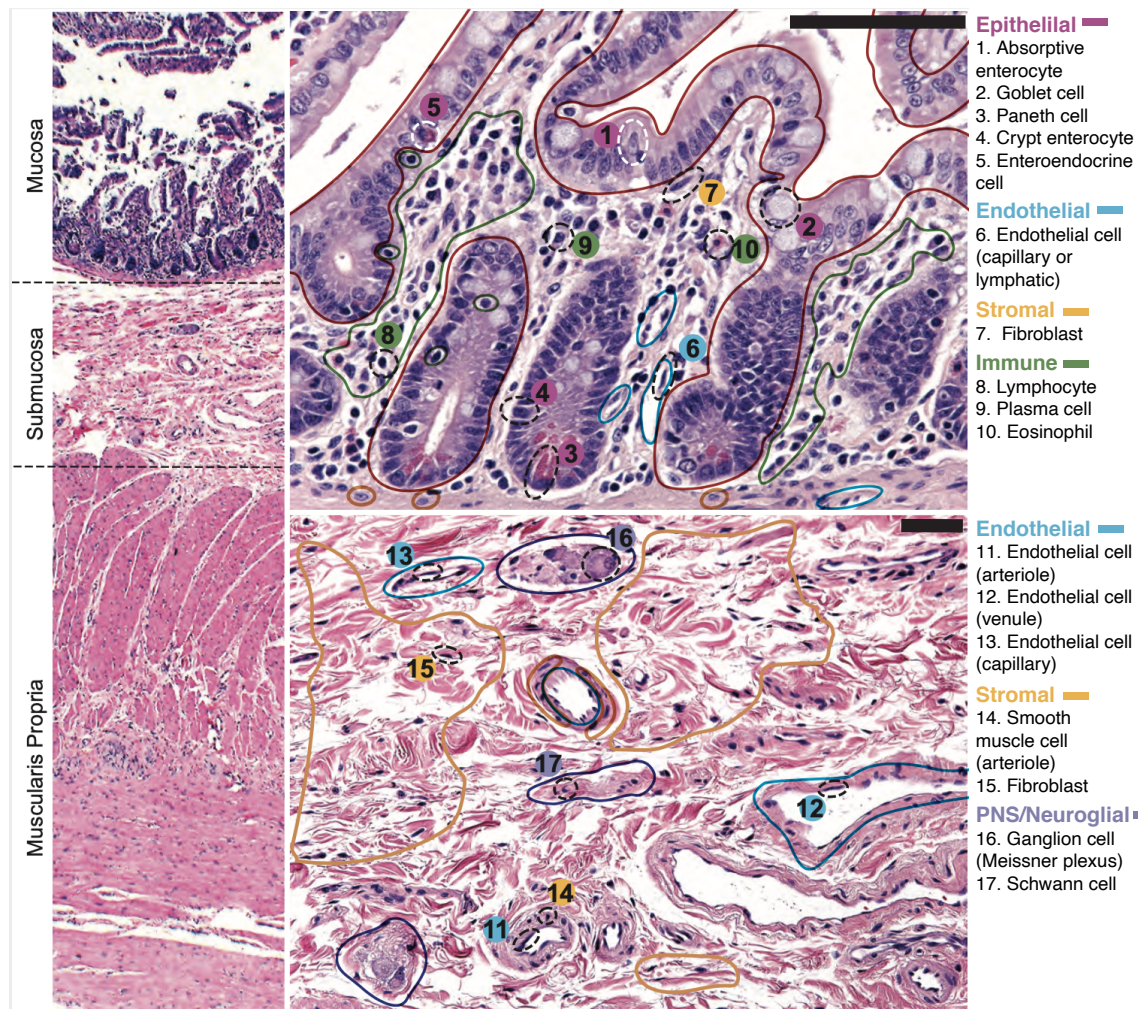 Mucosa
Submucosa
Muscularis Propria
5
1
7
9
10
2
8
6
4
3
Epithelilal
1. Absorptive
enterocyte
2. Goblet cell
3. Paneth cell
4. Crypt enterocyte
5. Enteroendocrine
cell
Endothelial
6. Endothelial cell
(capillary or
lymphatic)
Stromal
7. Fibroblast
Immune
8. Lymphocyte
9. Plasma cell
10. Eosinophil
16
13
15
17
12
14
11
Endothelial
11. Endothelial cell
(arteriole)
12. Endothelial cell
(venule)
13. Endothelial cell
(capillary)
Stromal
14. Smooth
muscle cell
(arteriole)
15. Fibroblast
PNS/Neuroglial
16. Ganglion cell
(Meissner plexus)
17. Schwann cell